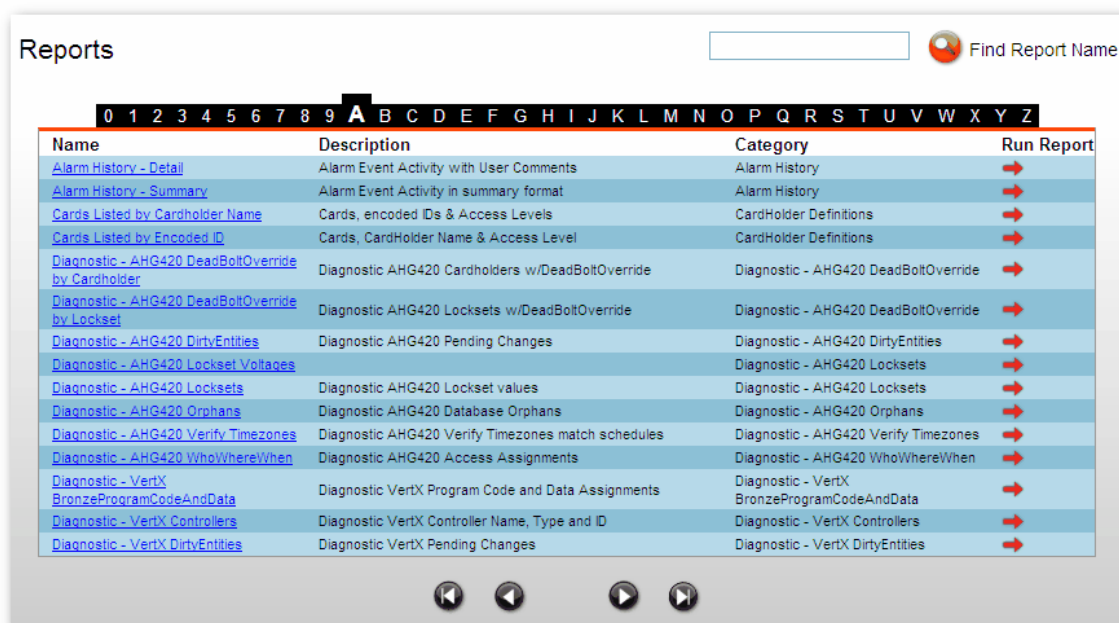 Reports
Find Report Name
0 1 2 3 4 5 6 7 8 9 A B C D E F G H I J K L M N O P Q R S T U V W X Y Z
Name Description Category Run Report
Alarm History - Detail Alarm Event Activity with User Comments Alarm History
Alarm History - Summary Alarm Event Activity in summary format Alarm History
Cards Listed by Cardholder Name Cards, encoded IDs & Access Levels CardHolder Definitions
Cards Listed by Encoded ID Cards, CardHolder Name & Access Level CardHolder Definitions
Diagnostic - AHG420 DeadBoltOverride
by Cardholder Diagnostic AHG420 Cardholders w/DeadBoltOverride Diagnostic - AHG420 DeadBoltOverride
Diagnostic - AHG420 DeadBoltOverride
by Lockset Diagnostic AHG420 Locksets w/DeadBoltOverride Diagnostic - AHG420 DeadBoltOverride
Diagnostic - AHG420 DirtyEntities Diagnostic AHG420 Pending Changes Diagnostic - AHG420 DirtyEntities
Diagnostic - AHG420 Lockset Voltages Diagnostic - AHG420 Locksets
Diagnostic - AHG420 Locksets Diagnostic AHG420 Lockset values Diagnostic - AHG420 Locksets
Diagnostic - AHG420 Orphans Diagnostic AHG420 Database Orphans Diagnostic - AHG420 Orphans
Diagnostic - AHG420 Verify Timezones Diagnostic AHG420 Verify Timezones match schedules Diagnostic - AHG420 Verify Timezones
Diagnostic - AHG420 WhoWhereWhen Diagnostic AHG420 Access Assignments Diagnostic - AHG420 WhoWhereWhen
Diagnostic - VertX
BronzeProgramCodeAndData Diagnostic VertX Program Code and Data Assignments Diagnostic - VertX
BronzeProgramCodeAndData
Diagnostic - VertX Controllers Diagnostic VertX Controller Name, Type and ID Diagnostic - VertX Controllers
Diagnostic - VertX DirtyEntities Diagnostic VertX Pending Changes Diagnostic - VertX DirtyEntities